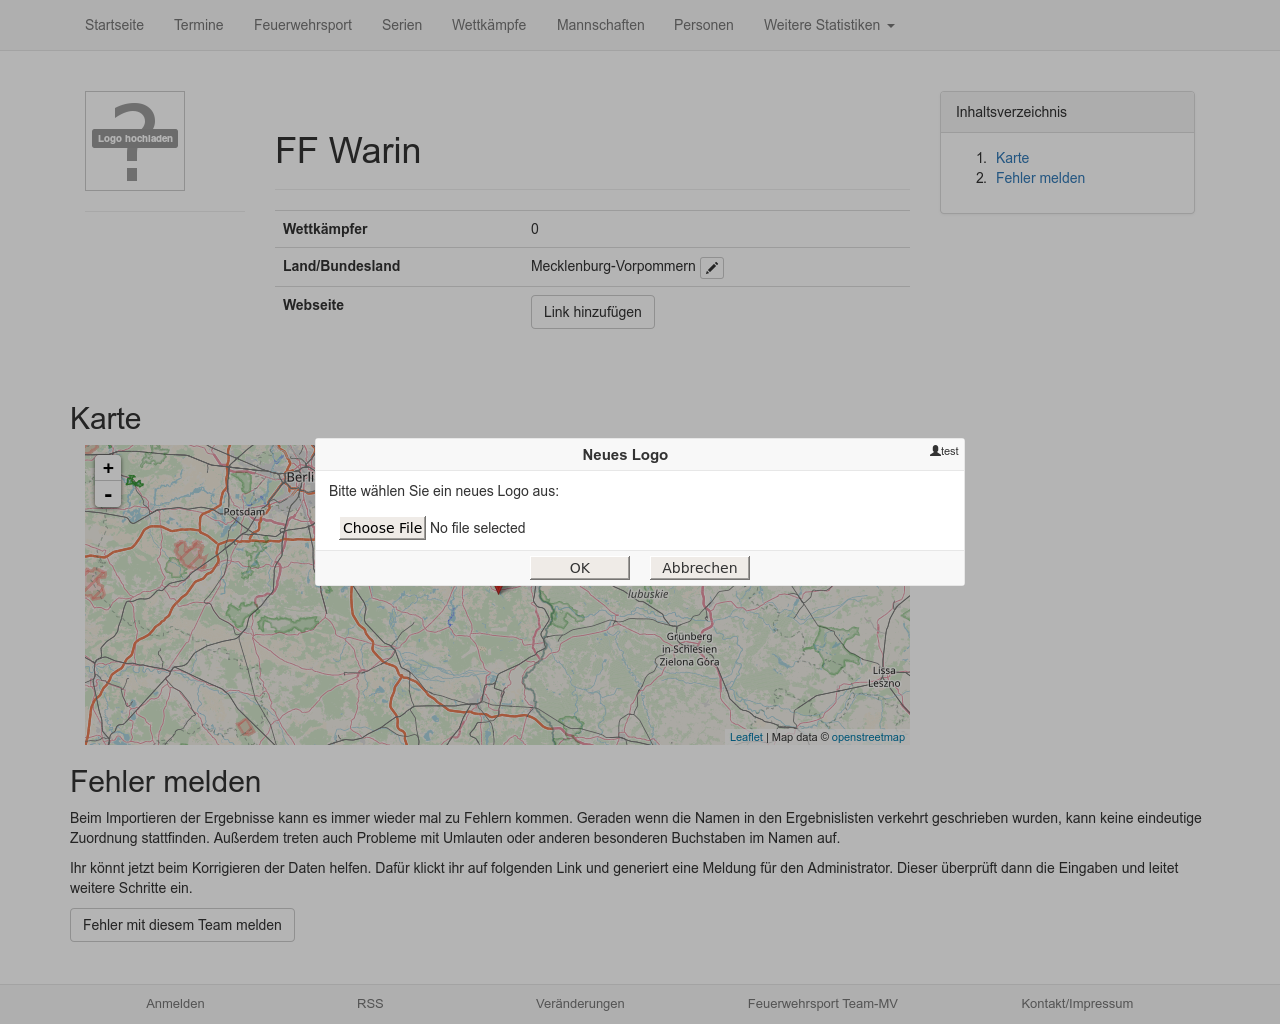 Startseite Termine Feuerwehrsport Serien Wettkämpfe Mannschaften Personen Weitere Statistiken
Logo hochladen
FF Warin
Inhaltsverzeichnis
1. Karte
2. Fehler melden
Wettkämpfer 0
Land/Bundesland Mecklenburg-Vorpommern
Webseite Link hinzufügen
Karte
+
-
Potsdam
Neues Logo
test
Bitte wählen Sie ein neues Logo aus:
Choose File No file selected
OK Abbrechen
lubuskie
Grünberg
in Schlesien
Zielona Góra
Lissa
Leszno
Leaflet | Map data © openstreetmap
Fehler melden
Beim Importieren der Ergebnisse kann es immer wieder mal zu Fehlern kommen. Geraden wenn die Namen in den Ergebnislisten verkehrt geschrieben wurden, kann keine eindeutige
Zuordnung stattfinden. Außerdem treten auch Probleme mit Umlauten oder anderen besonderen Buchstaben im Namen auf.
Ihr könnt jetzt beim Korrigieren der Daten helfen. Dafür klickt ihr auf folgenden Link und generiert eine Meldung für den Administrator. Dieser überprüft dann die Eingaben und leitet
weitere Schritte ein.
Fehler mit diesem Team melden
Anmelden RSS Veränderungen Feuerwehrsport Team-MV Kontakt/Impressum